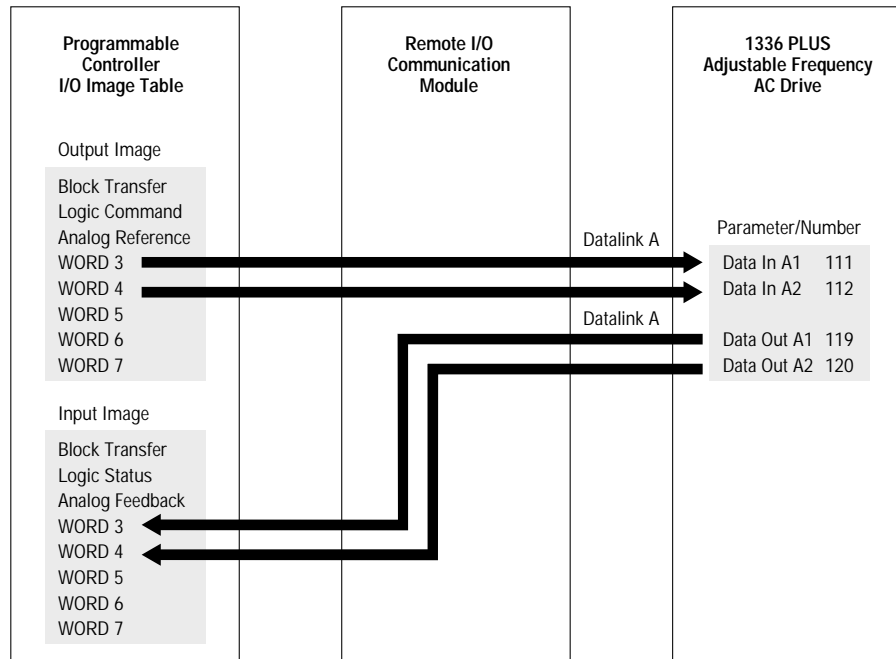 Programmable
Controller
I/O Image Table
Remote I/O
Communication
Module
1336 PLUS
Adjustable Frequency
AC Drive
Output Image
Block Transfer
Logic Command
Analog Reference
WORD 3
WORD 4
WORD 5
WORD 6
WORD 7
Datalink A
Datalink A
Parameter/Number
Data In A1 111
Data In A2 112
Data Out A1 119
Data Out A2 120
Input Image
Block Transfer
Logic Status
Analog Feedback
WORD 3
WORD 4
WORD 5
WORD 6
WORD 7